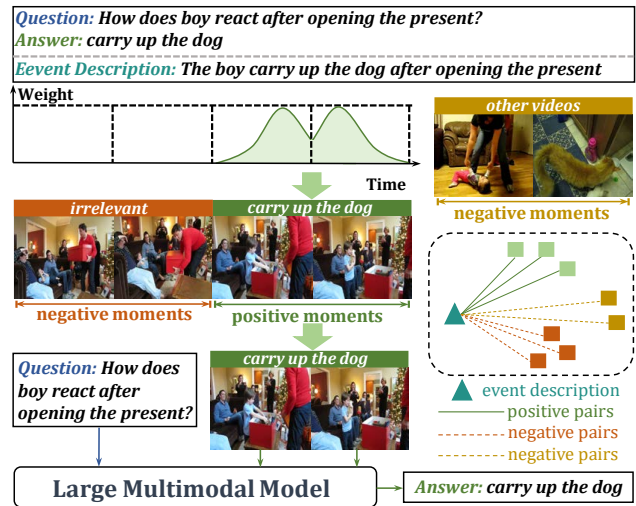 Question: How does boy react after opening the present?
Answer: carry up the dog
Eevent Description: The boy carry up the dog after opening the present
Weight
other videos
Time
irrelevant
carry up the dog
negative moments
negative moments
positive moments
Question: How does
boy react after
opening the present?
carry up the dog
event description
positive pairs
negative pairs
negative pairs
Large Multimodal Model
Answer: carry up the dog